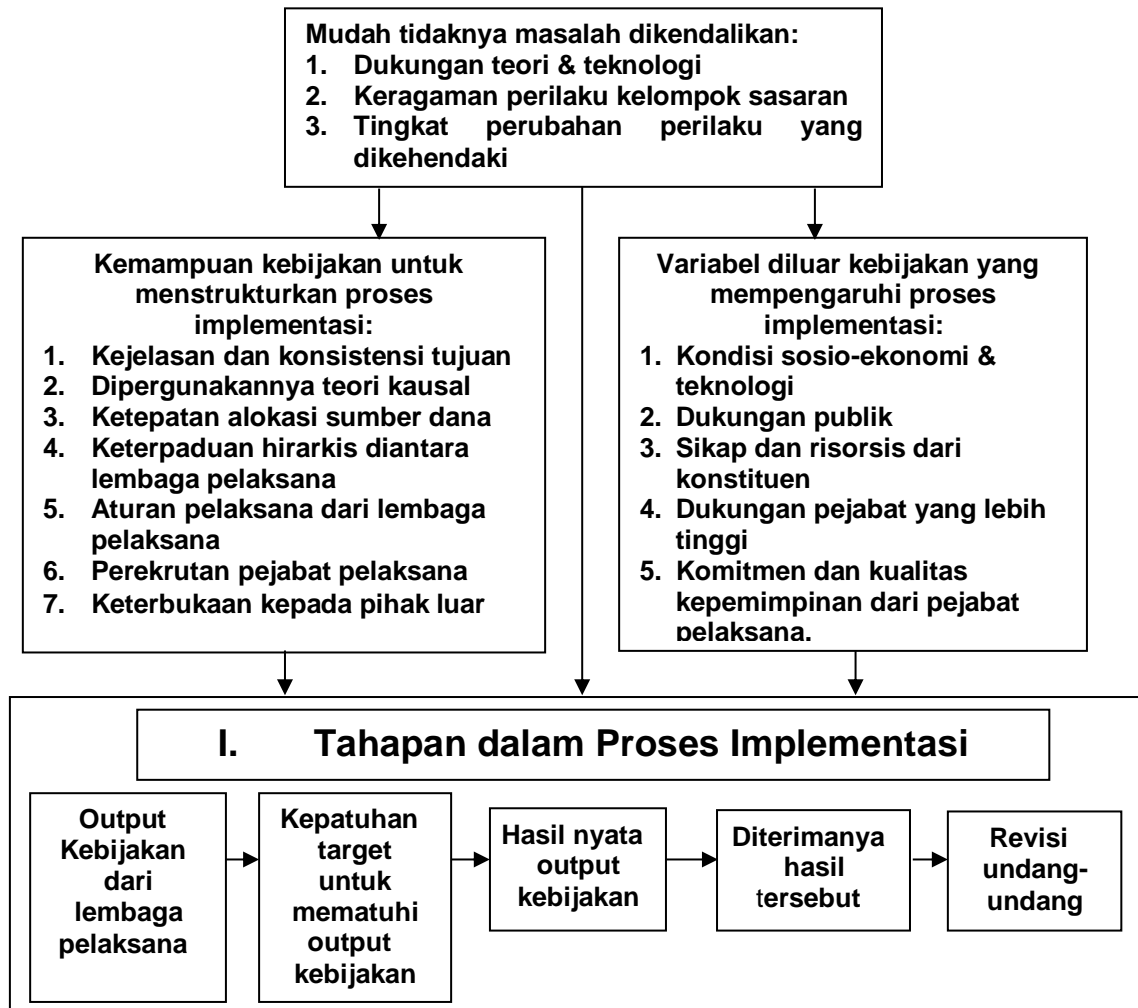 Mudah tidaknya masalah dikendalikan:
1. Dukungan teori & teknologi
2. Keragaman perilaku kelompok sasaran
3. Tingkat perubahan perilaku yang
dikehendaki
Kemampuan kebijakan untuk
menstrukturkan proses
implementasi:
1. Kejelasan dan konsistensi tujuan
2. Dipergunakannya teori kausal
3. Ketepatan alokasi sumber dana
4. Keterpaduan hirarkis diantara
lembaga pelaksana
5. Aturan pelaksana dari lembaga
pelaksana
6. Perekrutan pejabat pelaksana
7. Keterbukaan kepada pihak luar
Variabel diluar kebijakan yang
mempengaruhi proses
implementasi:
1. Kondisi sosio-ekonomi &
teknologi
2. Dukungan publik
3. Sikap dan risorsis dari
konstituen
4. Dukungan pejabat yang lebih
tinggi
5. Komitmen dan kualitas
kepemimpinan dari pejabat
pelaksana.
I. Tahapan dalam Proses Implementasi
Output
Kebijakan
dari
lembaga
pelaksana
Kepatuhan
target
untuk
mematuhi
output
kebijakan
Hasil nyata
output
kebijakan
Diterimanya
hasil
tersebut
Revisi
undang-
undang